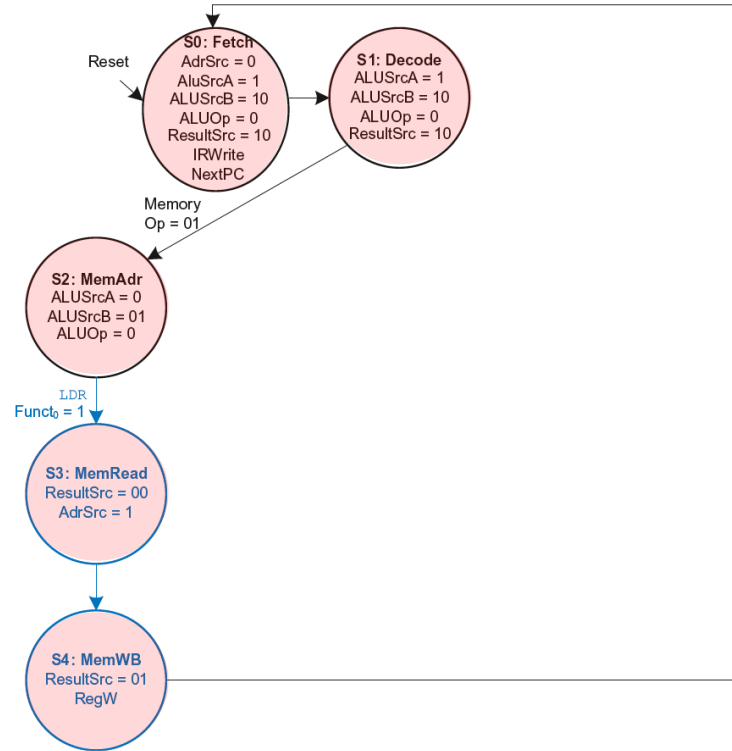 Reset
S0: Fetch
AdrSrc = 0
AluSrcA = 1
ALUSrcB = 10
ALUOp = 0
ResultSrc = 10
IRWrite
NextPC
S1: Decode
ALUSrcA = 1
ALUSrcB = 10
ALUOp = 0
ResultSrc = 10
Memory
Op = 01
S2: MemAdr
ALUSrcA = 0
ALUSrcB = 01
ALUOp = 0
LDR
Funct₀ = 1
S3: MemRead
ResultSrc = 00
AdrSrc = 1
S4: MemWB
ResultSrc = 01
RegW